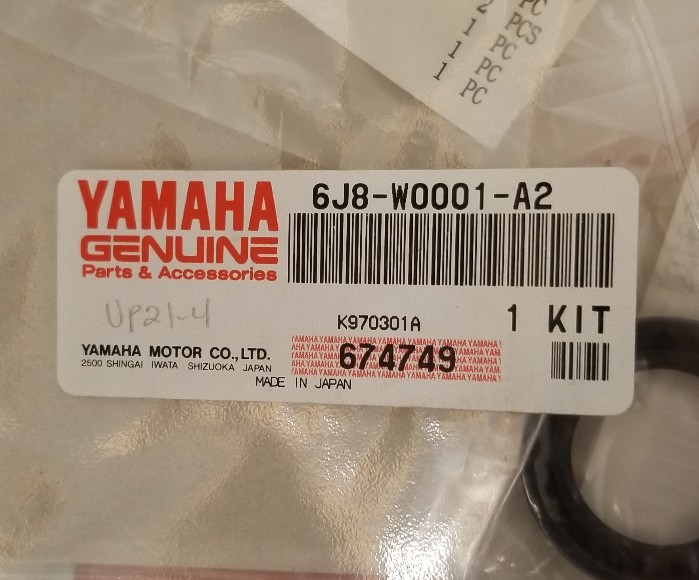 PC
2 PCS
1 PC
1 PC
1 PC
YAMAHA
GENUINE
Parts & Accessories
6J8-W0001-A2
UP21-4
K970301A
1 KIT
YAMAHA MOTOR CO.,LTD.
2500 SHINGAI IWATA SHIZUOKA JAPAN
674749
MADE IN JAPAN